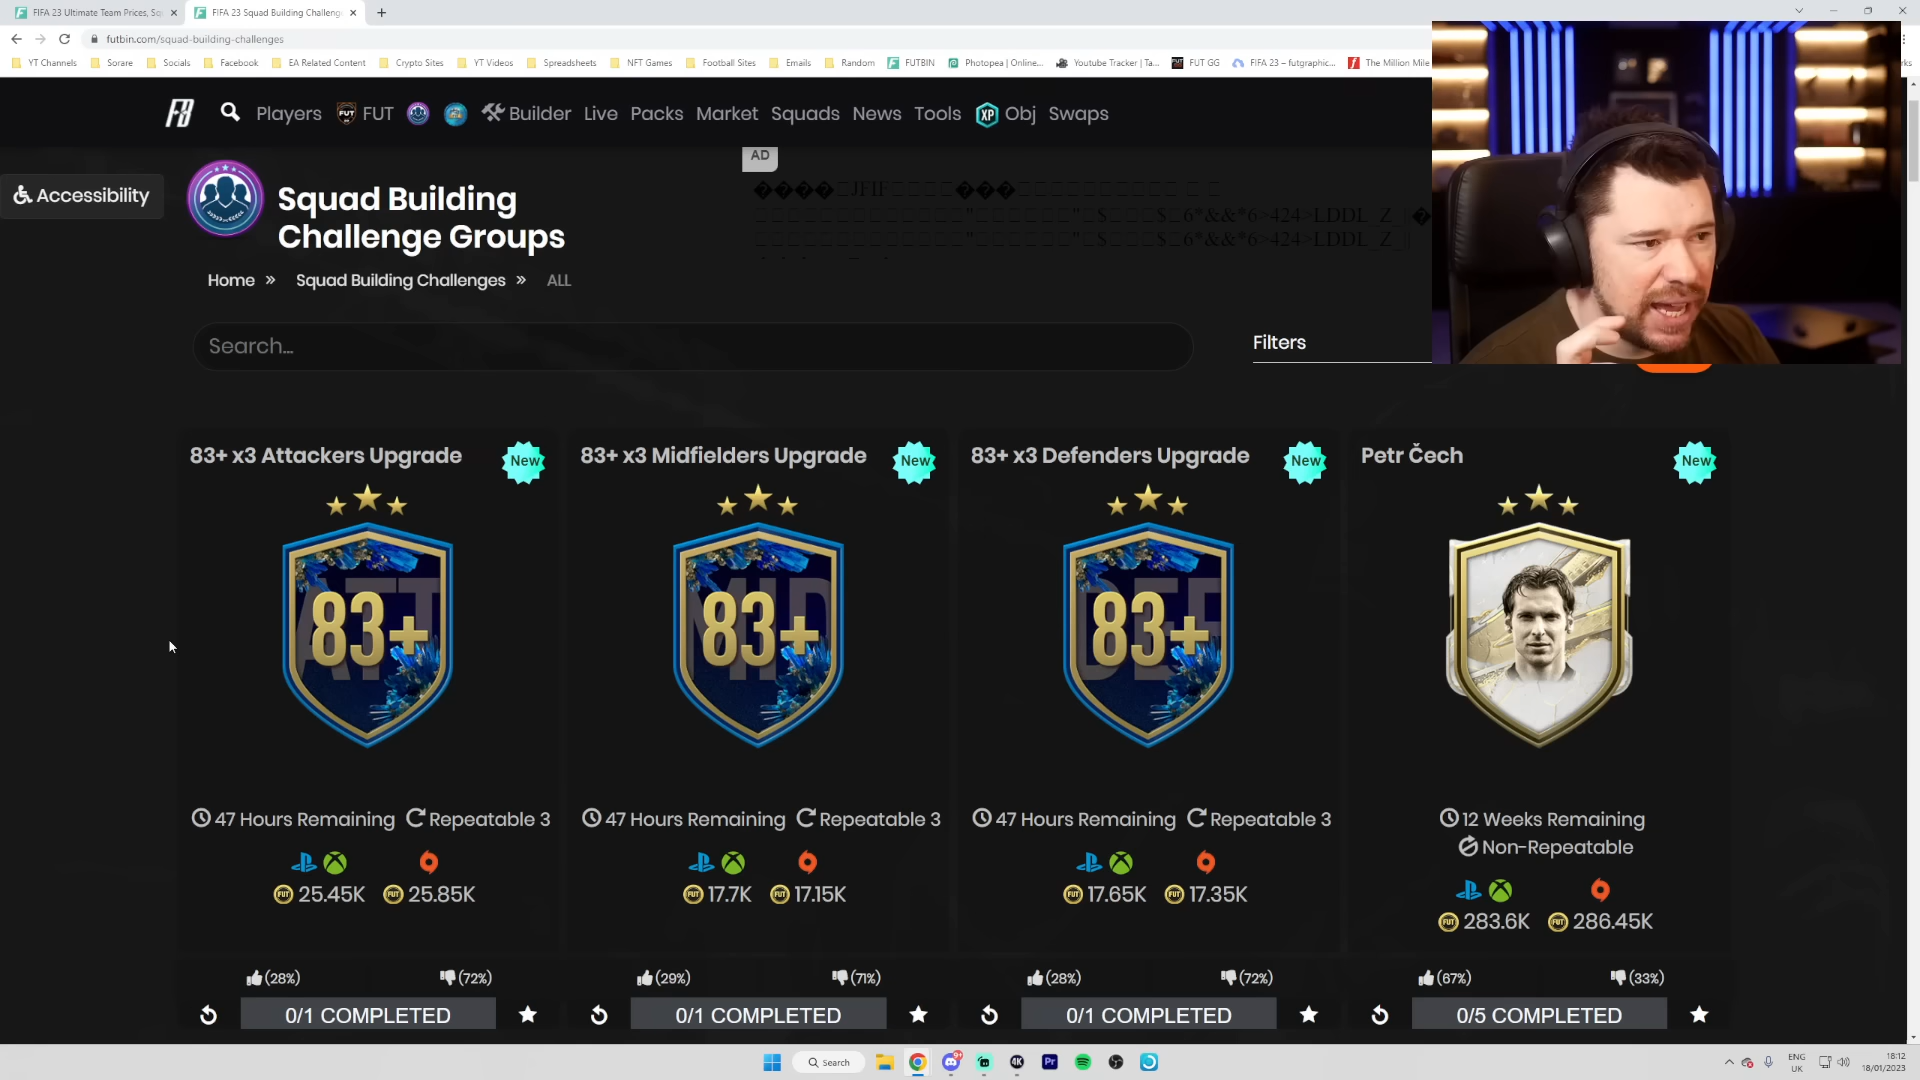 FIFA 23 Ultimate Team Prices, Sq
FIFA 23 Squad Building Challeng
futbin.com/squad-building-challenges
YT Channels
Sorare
Socials
Facebook
EA Related Content
Crypto Sites
YT Videos
Spreadsheets
NFT Games
Football Sites
Emails
Random
FUTBIN
Photopea | Online...
Youtube Tracker | Ta...
FUT GG
FIFA 23 – futgraphic...
The Million Mile
FB
Players
FUT
Builder
Live
Packs
Market
Squads
News
Tools
XP
Obj
Swaps
Accessibility
Squad Building
Challenge Groups
AD
Home » Squad Building Challenges » ALL
Search...
Filters
83+ x3 Attackers Upgrade
New
83+ x3 Midfielders Upgrade
New
83+ x3 Defenders Upgrade
New
Petr Čech
New
ATT
83+
MID
83+
DEF
83+
47 Hours Remaining
Repeatable 3
47 Hours Remaining
Repeatable 3
47 Hours Remaining
Repeatable 3
12 Weeks Remaining
Non-Repeatable
25.45K
25.85K
17.7K
17.15K
17.65K
17.35K
283.6K
286.45K
(28%)
(72%)
(29%)
(71%)
(28%)
(72%)
(67%)
(33%)
0/1 COMPLETED
0/1 COMPLETED
0/1 COMPLETED
0/5 COMPLETED
Search
9+
4K
Pr
ENG
UK
18:12
18/01/2023